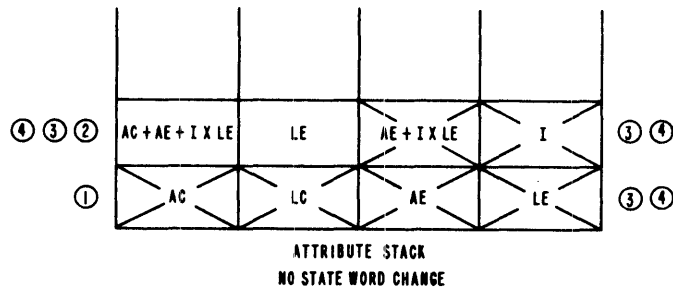 ④ ③ ② AC + AE + I X LE LE AE + I X LE I ③ ④
① AC LC AE LE ③ ④
ATTRIBUTE STACK
NO STATE WORD CHANGE